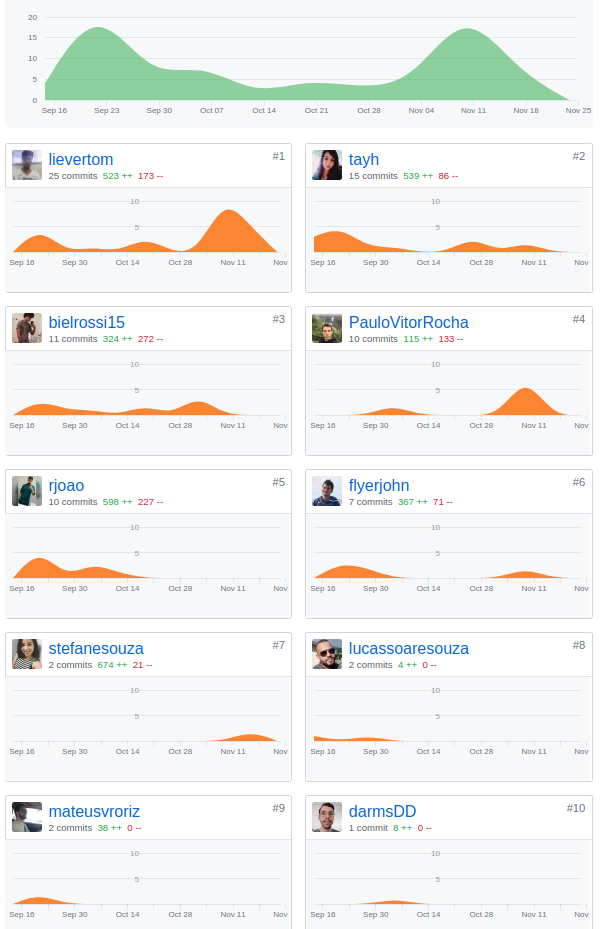 20
15
10
5
0
Sep 16 Sep 23 Sep 30 Oct 07 Oct 14 Oct 21 Oct 28 Nov 04 Nov 11 Nov 18 Nov 25
lievertom #1
25 commits 523 ++ 173 --
10
5
Sep 16 Sep 30 Oct 14 Oct 28 Nov 11 Nov
tayh #2
15 commits 539 ++ 86 --
10
5
Sep 16 Sep 30 Oct 14 Oct 28 Nov 11 Nov
bielrossi15 #3
11 commits 324 ++ 272 --
10
5
Sep 16 Sep 30 Oct 14 Oct 28 Nov 11 Nov
PauloVitorRocha #4
10 commits 115 ++ 133 --
10
5
Sep 16 Sep 30 Oct 14 Oct 28 Nov 11 Nov
rjoao #5
10 commits 598 ++ 227 --
10
5
Sep 16 Sep 30 Oct 14 Oct 28 Nov 11 Nov
flyerjohn #6
7 commits 367 ++ 71 --
10
5
Sep 16 Sep 30 Oct 14 Oct 28 Nov 11 Nov
stefanesouza #7
2 commits 674 ++ 21 --
10
5
Sep 16 Sep 30 Oct 14 Oct 28 Nov 11 Nov
lucassoaresouza #8
2 commits 4 ++ 0 --
10
5
Sep 16 Sep 30 Oct 14 Oct 28 Nov 11 Nov
mateusvroriz #9
2 commits 38 ++ 0 --
10
5
Sep 16 Sep 30 Oct 14 Oct 28 Nov 11 Nov
darmsDD #10
1 commit 8 ++ 0 --
10
5
Sep 16 Sep 30 Oct 14 Oct 28 Nov 11 Nov